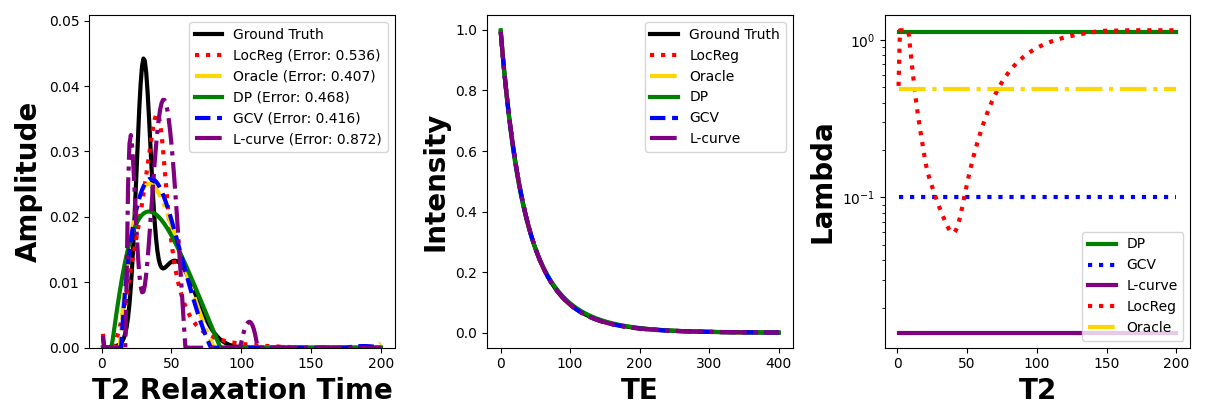 0.05
0.04
0.03
0.02
0.01
0.00
Amplitude
Ground Truth
LocReg (Error: 0.536)
Oracle (Error: 0.407)
DP (Error: 0.468)
GCV (Error: 0.416)
L-curve (Error: 0.872)
0 50 100 150 200
T2 Relaxation Time
1.0
0.8
0.6
0.4
0.2
0.0
Intensity
Ground Truth
LocReg
Oracle
DP
GCV
L-curve
0 100 200 300 400
TE
10⁰
10⁻¹
Lambda
DP
GCV
L-curve
LocReg
Oracle
0 50 100 150 200
T2